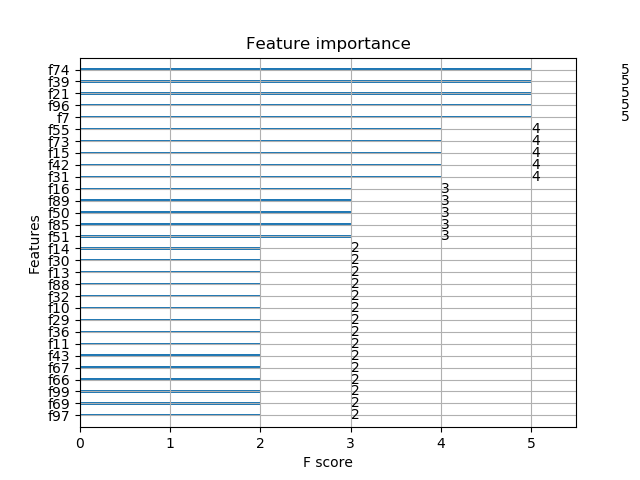 Feature importance
f74 5
f39 5
f21 5
f96 5
f7 5
f55 4
f73 4
f15 4
f42 4
f31 4
f16 3
f89 3
f50 3
f85 3
f51 3
f14 2
f30 2
f13 2
f88 2
f32 2
f10 2
f29 2
f36 2
f11 2
f43 2
f67 2
f66 2
f99 2
f69 2
f97 2
Features
0 1 2 3 4 5
F score